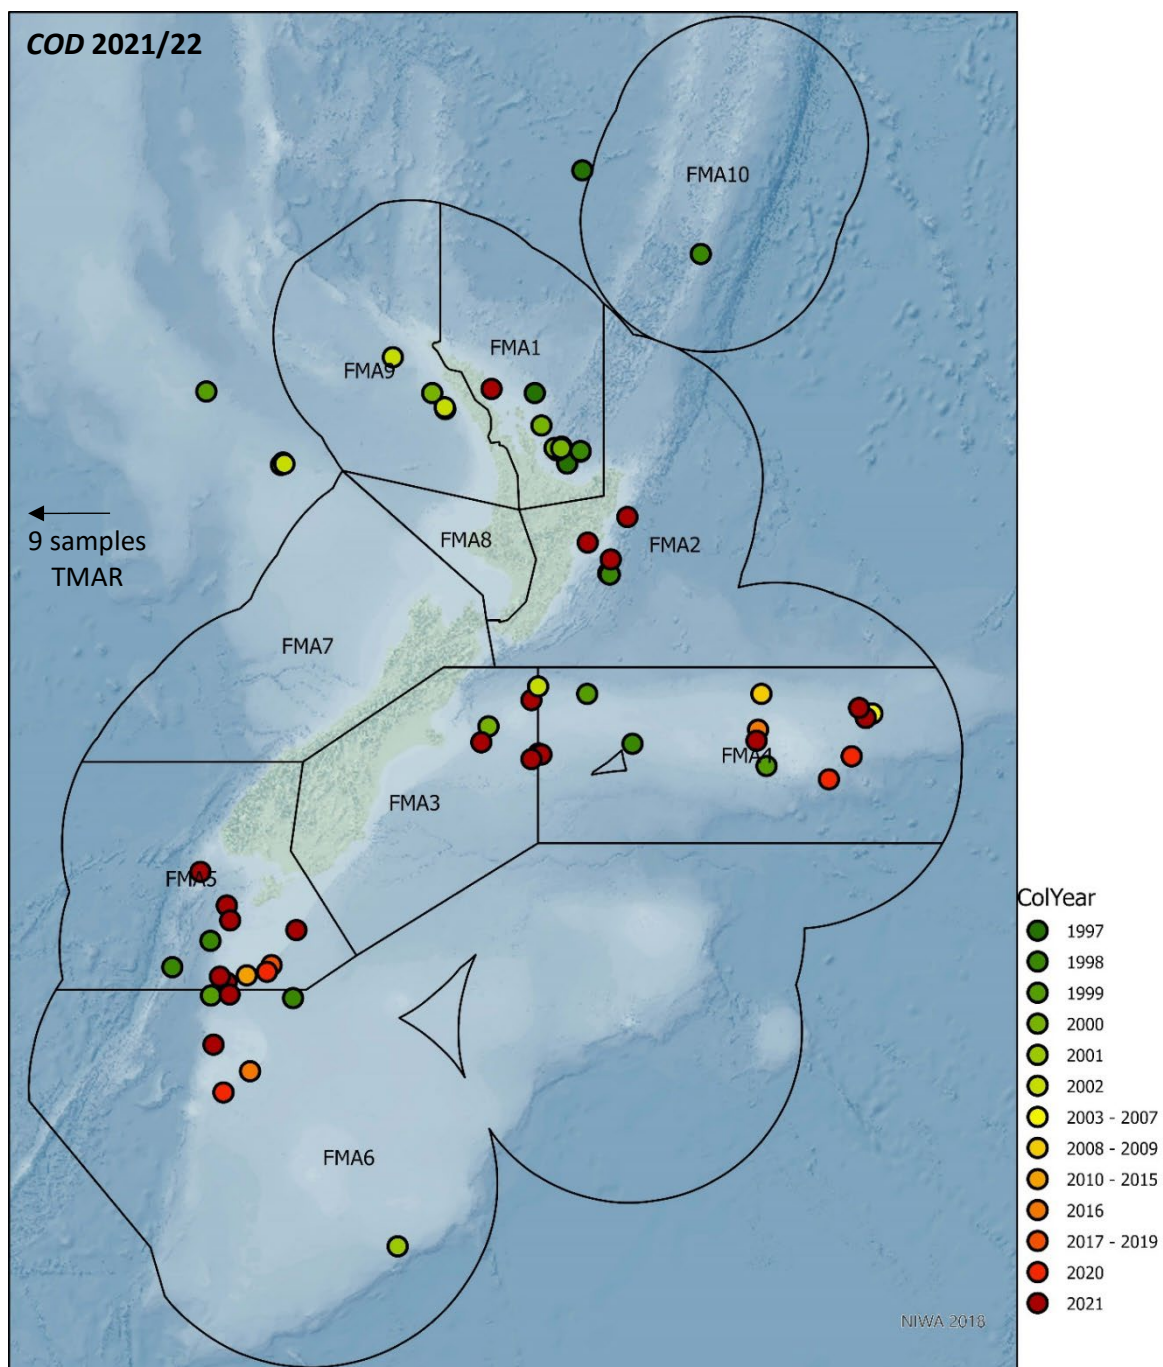 COD 2021/22
FMA10
FMA1
FMA9
9 samples
TMAR
FMA8
FMA2
FMA7
FMA4
FMA3
FMA5
ColYear
1997
1998
1999
2000
2001
2002
2003 - 2007
2008 - 2009
2010 - 2015
2016
2017 - 2019
2020
2021
FMA6
NIWA 2018